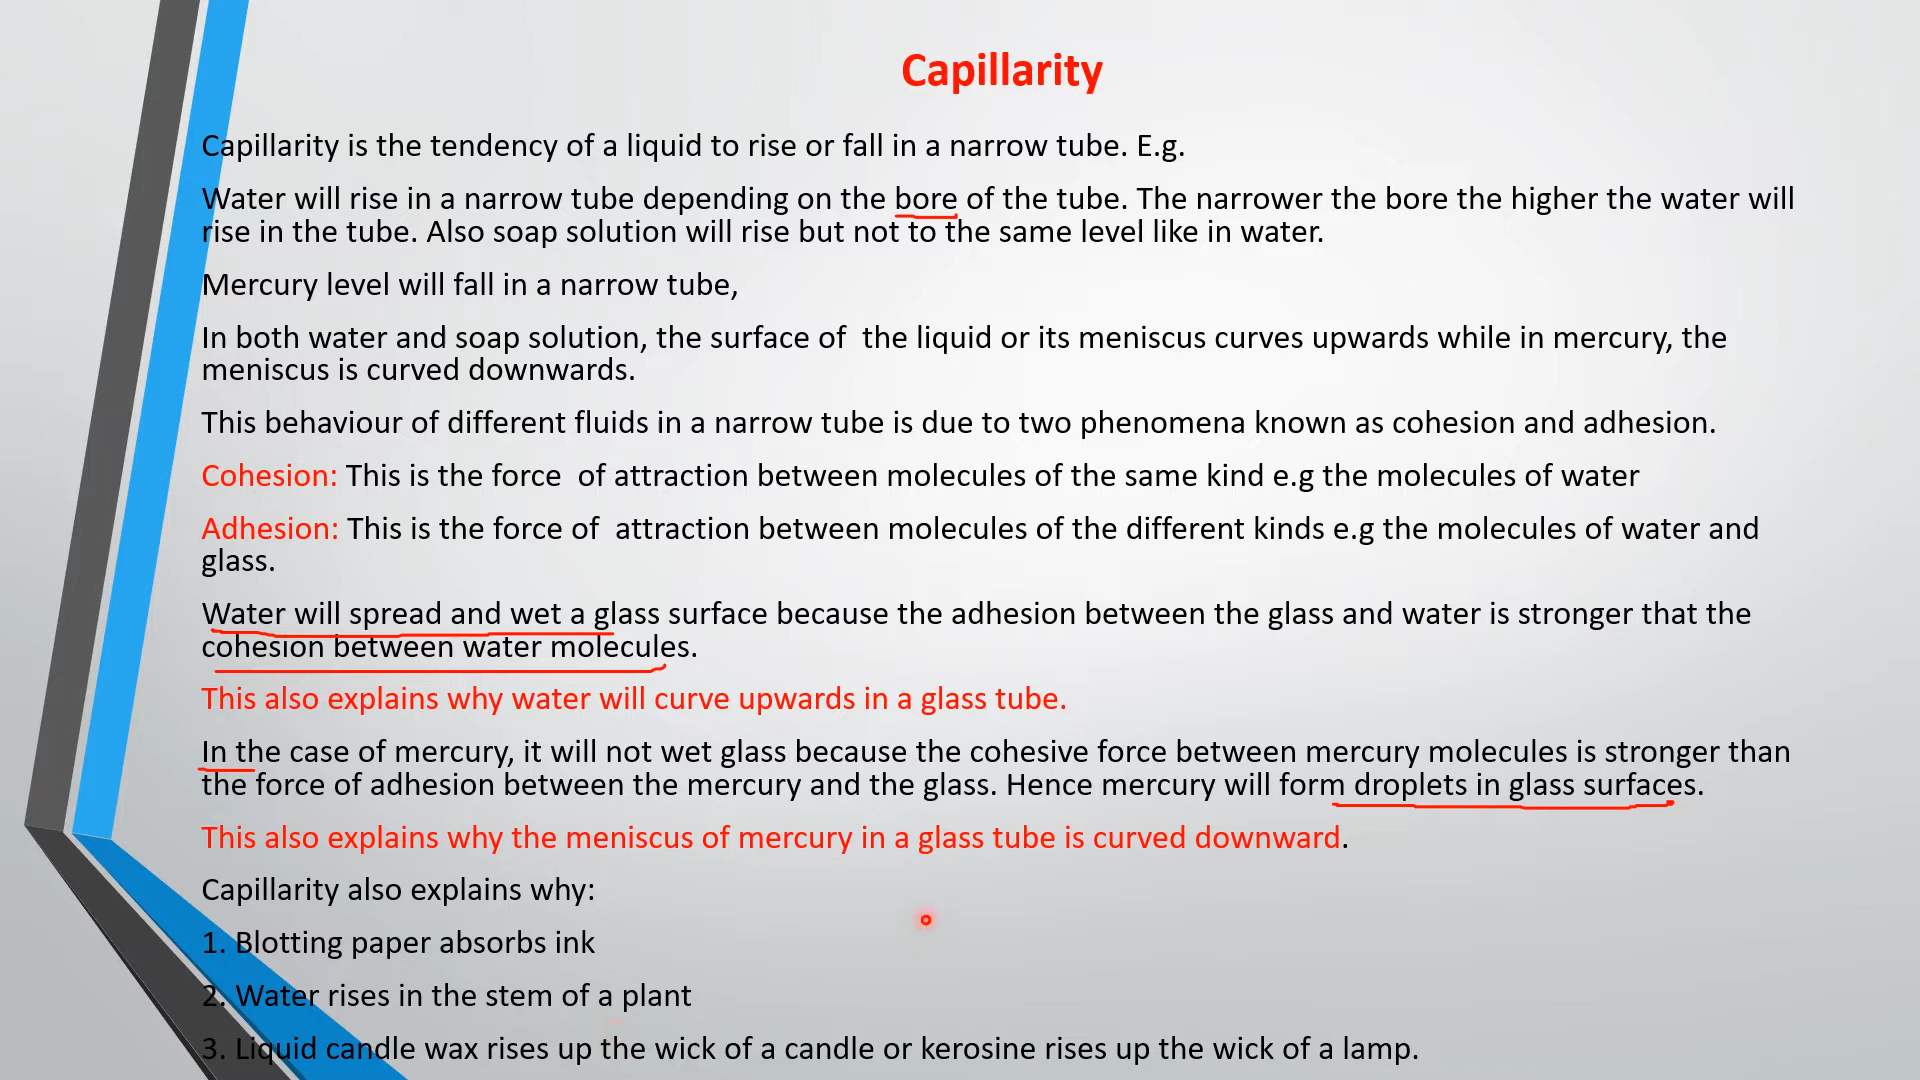 Capillarity
Capillarity is the tendency of a liquid to rise or fall in a narrow tube. E.g.
Water will rise in a narrow tube depending on the bore of the tube. The narrower the bore the higher the water will
rise in the tube. Also soap solution will rise but not to the same level like in water.
Mercury level will fall in a narrow tube,
In both water and soap solution, the surface of  the liquid or its meniscus curves upwards while in mercury, the
meniscus is curved downwards.
This behaviour of different fluids in a narrow tube is due to two phenomena known as cohesion and adhesion.
Cohesion: This is the force  of attraction between molecules of the same kind e.g the molecules of water
Adhesion: This is the force of  attraction between molecules of the different kinds e.g the molecules of water and
glass.
Water will spread and wet a glass surface because the adhesion between the glass and water is stronger that the
cohesion between water molecules.
This also explains why water will curve upwards in a glass tube.
In the case of mercury, it will not wet glass because the cohesive force between mercury molecules is stronger than
the force of adhesion between the mercury and the glass. Hence mercury will form droplets in glass surfaces.
This also explains why the meniscus of mercury in a glass tube is curved downward.
Capillarity also explains why:
1. Blotting paper absorbs ink
2. Water rises in the stem of a plant
3. Liquid candle wax rises up the wick of a candle or kerosine rises up the wick of a lamp.